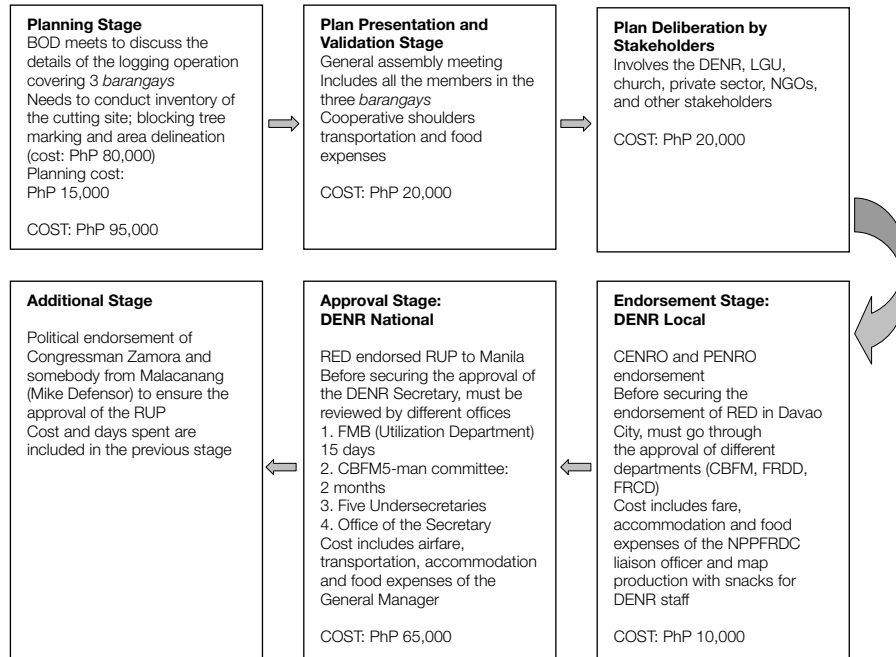 Planning Stage
BOD meets to discuss the
details of the logging operation
covering 3 barangays
Needs to conduct inventory of
the cutting site; blocking tree
marking and area delineation
(cost: PhP 80,000)
Planning cost:
PhP 15,000
COST: PhP 95,000
Plan Presentation and
Validation Stage
General assembly meeting
Includes all the members in the
three barangays
Cooperative shoulders
transportation and food
expenses
COST: PhP 20,000
Plan Deliberation by
Stakeholders
Involves the DENR, LGU,
church, private sector, NGOs,
and other stakeholders
COST: PhP 20,000
Endorsement Stage:
DENR Local
CENRO and PENRO
endorsement
Before securing the
endorsement of RED in Davao
City, must go through
the approval of different
departments (CBFM, FRDD,
FRCD)
Cost includes fare,
accommodation and food
expenses of the NPPFRDC
liaison officer and map
production with snacks for
DENR staff
COST: PhP 10,000
Approval Stage:
DENR National
RED endorsed RUP to Manila
Before securing the approval of
the DENR Secretary, must be
reviewed by different offices
1. FMB (Utilization Department)
15 days
2. CBFM5-man committee:
2 months
3. Five Undersecretaries
4. Office of the Secretary
Cost includes airfare,
transportation, accommodation
and food expenses of the
General Manager
COST: PhP 65,000
Additional Stage
Political endorsement of
Congressman Zamora and
somebody from Malacanang
(Mike Defensor) to ensure the
approval of the RUP
Cost and days spent are
included in the previous stage